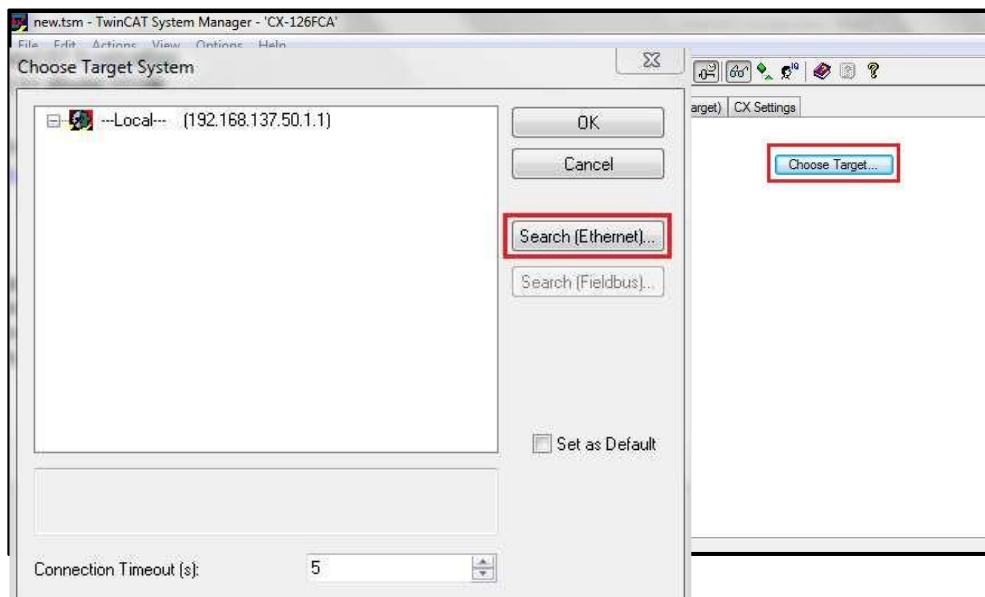 new.tsm - TwinCAT System Manager - 'CX-126FCA'
File Edit Actions View Options Help
Choose Target System
---Local--- (192.168.137.50.1.1)
OK
Cancel
Search (Ethernet)...
Search (Fieldbus)...
Set as Default
Connection Timeout (s): 5
arget) CX Settings
Choose Target...